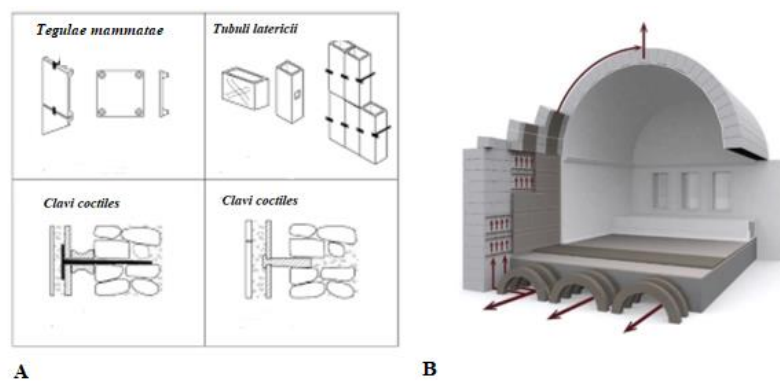 Tegulae mammatae
Tubuli latericii
Clavi coctiles
Clavi coctiles
A
B